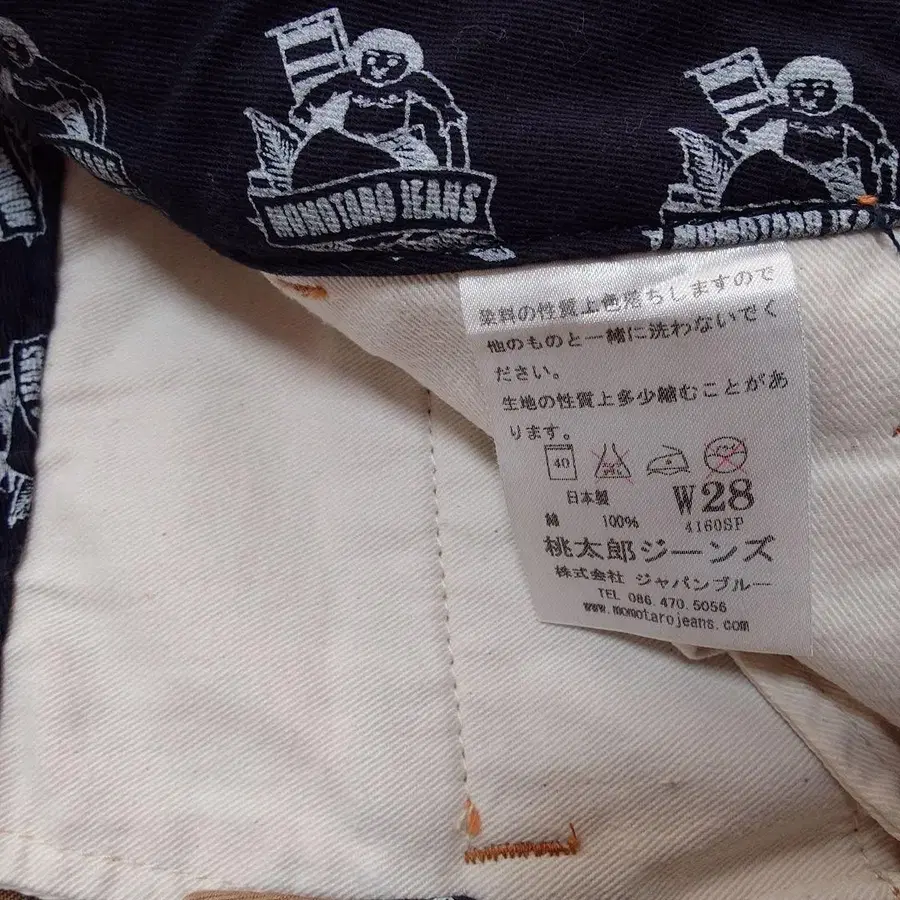 MOMOTARO JEANS
MOMOTARO JEA
JEANS
染料の性質上色落ちしますので
他のものと一緒に洗わないでく
ださい。
生地の性質上多少縮むことがあ
ります。
40
日本製
W28
綿 100%
4160SP
桃太郎ジーンズ
株式会社 ジャパンブルー
TEL 086.470.5056
www.momotarojeans.com